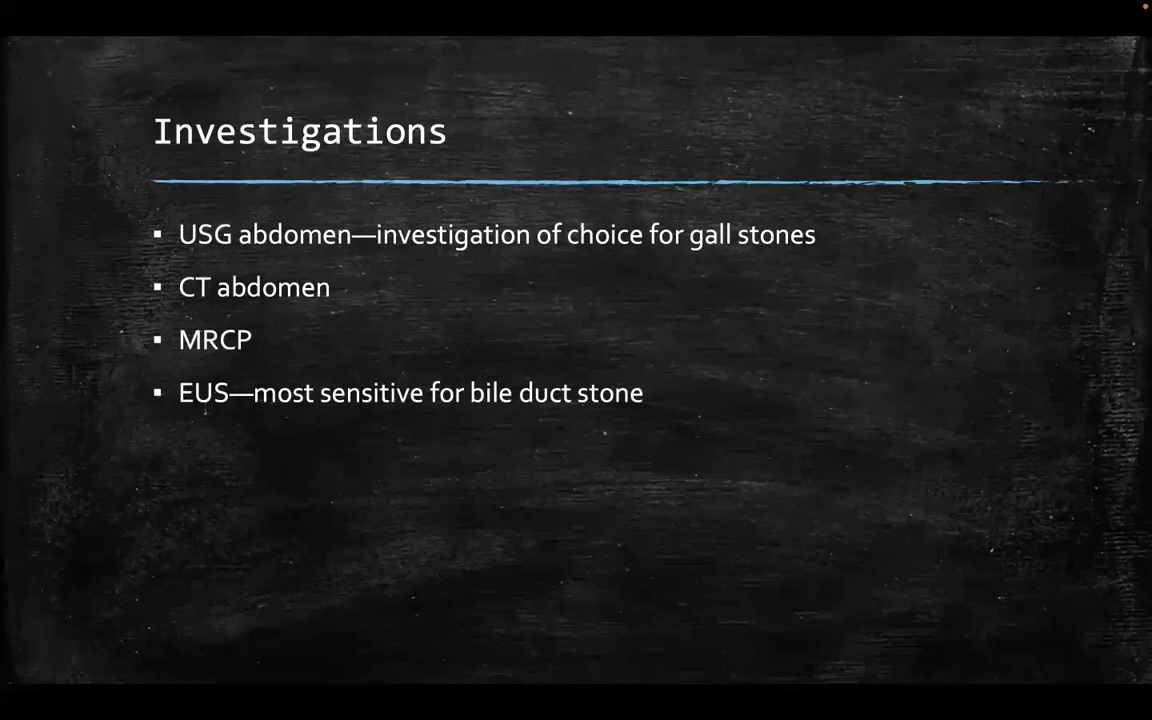 Investigations
▪ USG abdomen—investigation of choice for gall stones
▪ CT abdomen
▪ MRCP
▪ EUS—most sensitive for bile duct stone